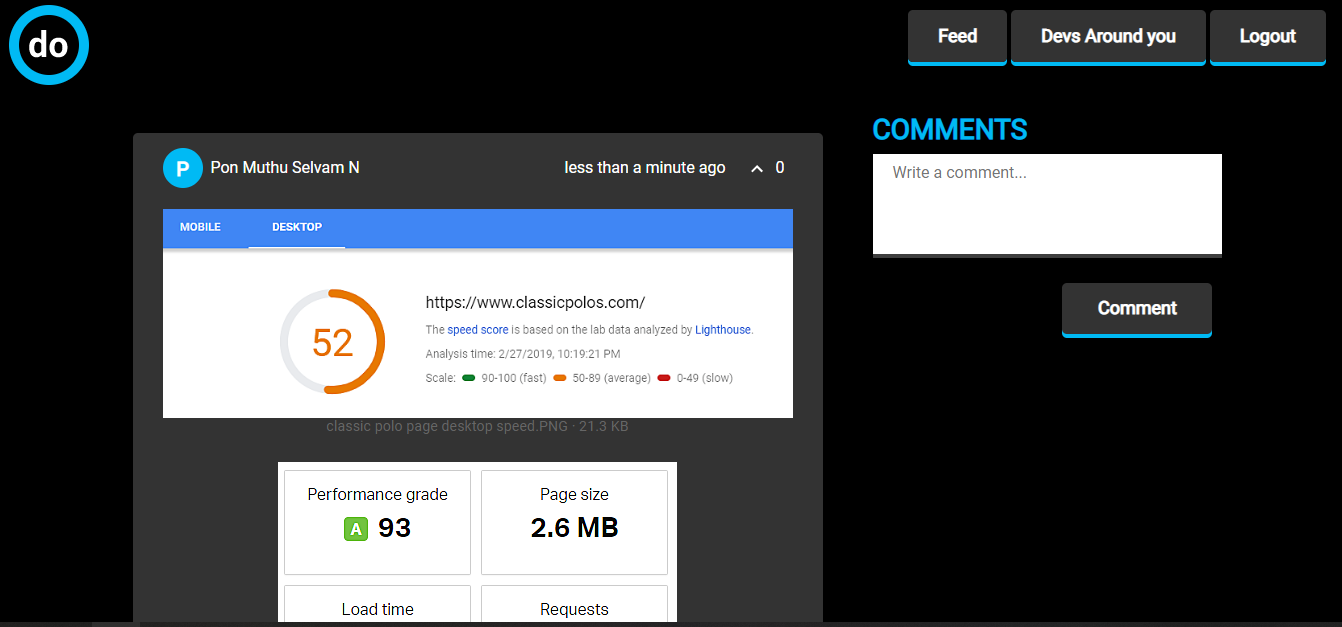 do
Feed
Devs Around you
Logout
P
Pon Muthu Selvam N
less than a minute ago
0
MOBILE
DESKTOP
52
https://www.classicpolos.com/
The speed score is based on the lab data analyzed by Lighthouse.
Analysis time: 2/27/2019, 10:19:21 PM
Scale: 90-100 (fast) 50-89 (average) 0-49 (slow)
classic polo page desktop speed.PNG · 21.3 KB
Performance grade
A 93
Page size
2.6 MB
Load time
Requests
COMMENTS
Write a comment...
Comment